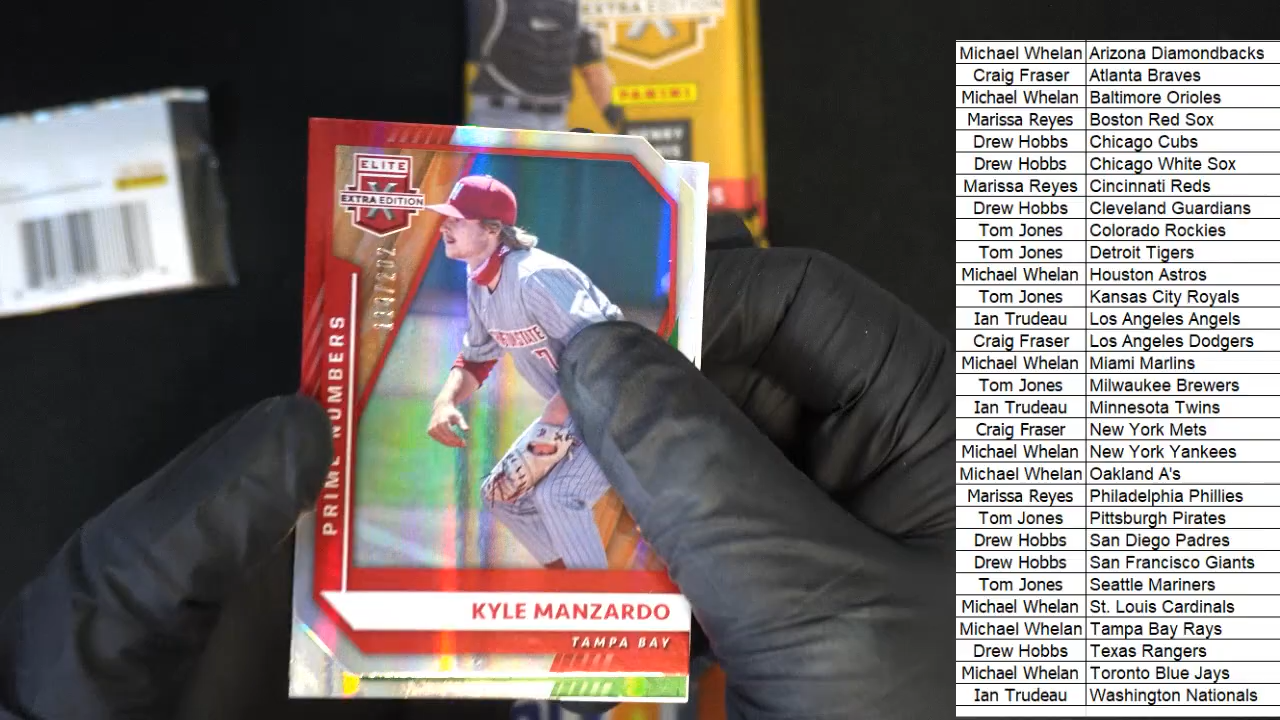 EXTRA EDITION
PANINI
ELITE
X
EXTRA EDITION
PRIME NUMBERS
7
KYLE MANZARDO
TAMPA BAY
Michael Whelan Arizona Diamondbacks
Craig Fraser Atlanta Braves
Michael Whelan Baltimore Orioles
Marissa Reyes Boston Red Sox
Drew Hobbs Chicago Cubs
Drew Hobbs Chicago White Sox
Marissa Reyes Cincinnati Reds
Drew Hobbs Cleveland Guardians
Tom Jones Colorado Rockies
Tom Jones Detroit Tigers
Michael Whelan Houston Astros
Tom Jones Kansas City Royals
Ian Trudeau Los Angeles Angels
Craig Fraser Los Angeles Dodgers
Michael Whelan Miami Marlins
Tom Jones Milwaukee Brewers
Ian Trudeau Minnesota Twins
Craig Fraser New York Mets
Michael Whelan New York Yankees
Michael Whelan Oakland A's
Marissa Reyes Philadelphia Phillies
Tom Jones Pittsburgh Pirates
Drew Hobbs San Diego Padres
Drew Hobbs San Francisco Giants
Tom Jones Seattle Mariners
Michael Whelan St. Louis Cardinals
Michael Whelan Tampa Bay Rays
Drew Hobbs Texas Rangers
Michael Whelan Toronto Blue Jays
Ian Trudeau Washington Nationals